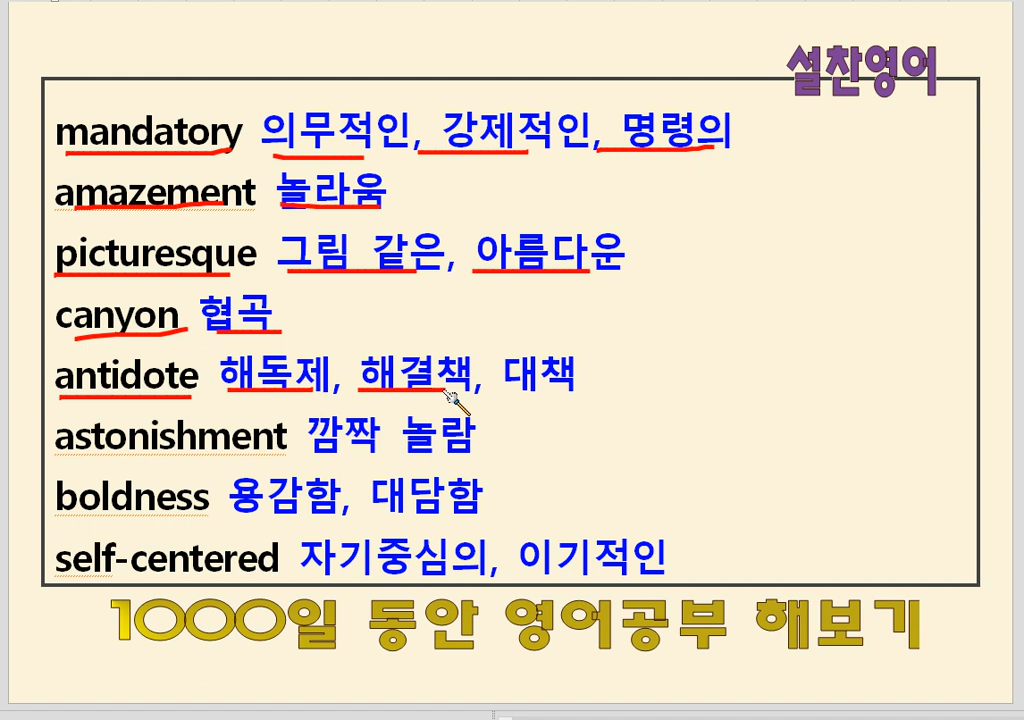 설찬영어
mandatory 의무적인, 강제적인, 명령의
amazement 놀라움
picturesque 그림 같은, 아름다운
canyon 협곡
antidote 해독제, 해결책, 대책
astonishment 깜짝 놀람
boldness 용감함, 대담함
self-centered 자기중심의, 이기적인
1000일 동안 영어공부 해보기